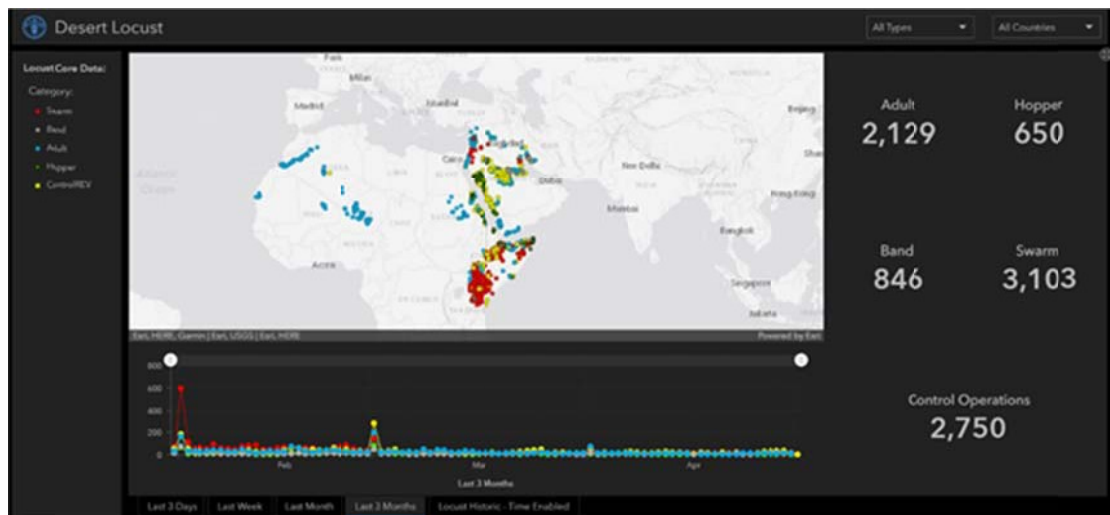 Desert Locust
All Types
All Countries
Locust Core Data:
Category:
Swarm
Band
Adult
Hopper
ControlREV
Paris
Milan
Madrid
Istanbul
Beijing
Baghdad
Cairo
Dubai
New Delhi
Mumbai
Hong Kong
Bangkok
Accra
Singapore
Jakarta
Esri, HERE, Garmin | Esri, USGS | Esri, HERE
Powered by Esri
Adult
2,129
Hopper
650
Band
846
Swarm
3,103
Control Operations
2,750
800
600
400
200
0
Feb
Mar
Apr
Last 3 Months
Last 3 Days
Last Week
Last Month
Last 3 Months
Locust Historic - Time Enabled